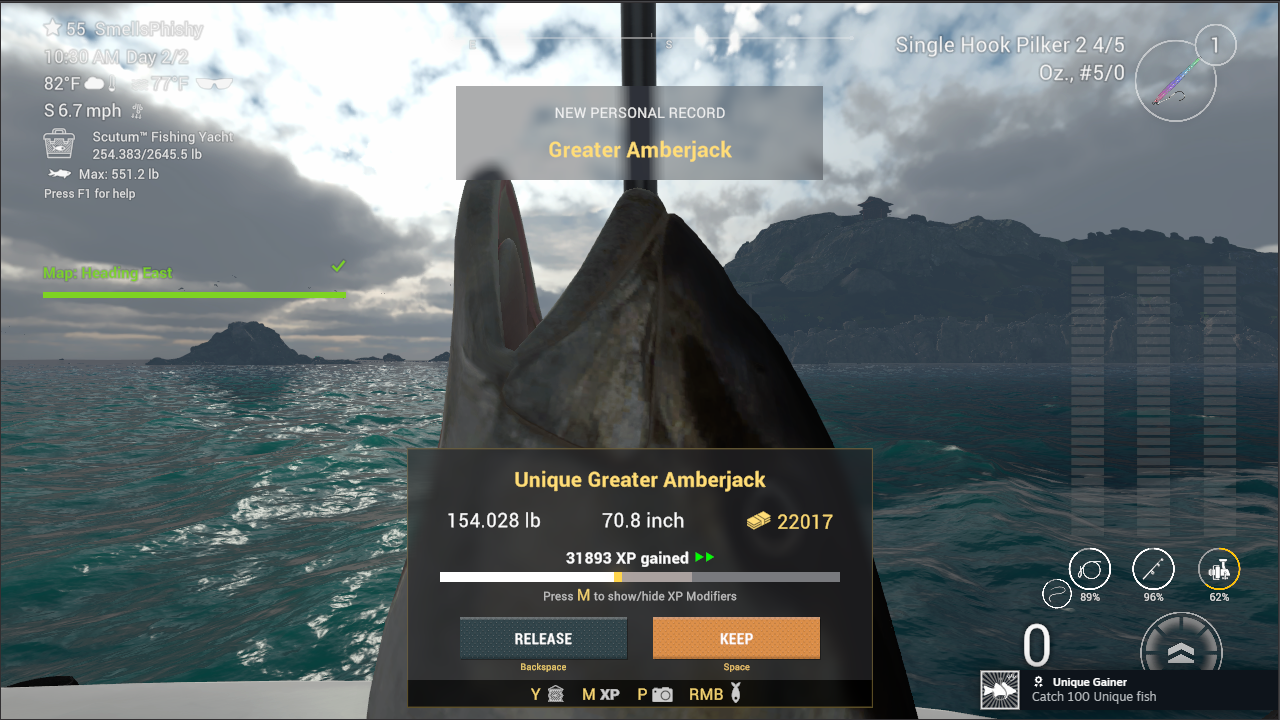 55 SmellsPhishy
10:30 AM Day 2/2
82°F 77°F
S 6.7 mph
Scutum™ Fishing Yacht
254.383/2645.5 lb
Max: 551.2 lb
Press F1 for help
Map: Heading East
E S
NEW PERSONAL RECORD
Greater Amberjack
Single Hook Pilker 2 4/5
Oz., #5/0
1
Unique Greater Amberjack
154.028 lb 70.8 inch 22017
31893 XP gained
Press M to show/hide XP Modifiers
RELEASE KEEP
Backspace Space
Y M XP P RMB
89% 96% 62%
0
Unique Gainer
Catch 100 Unique fish